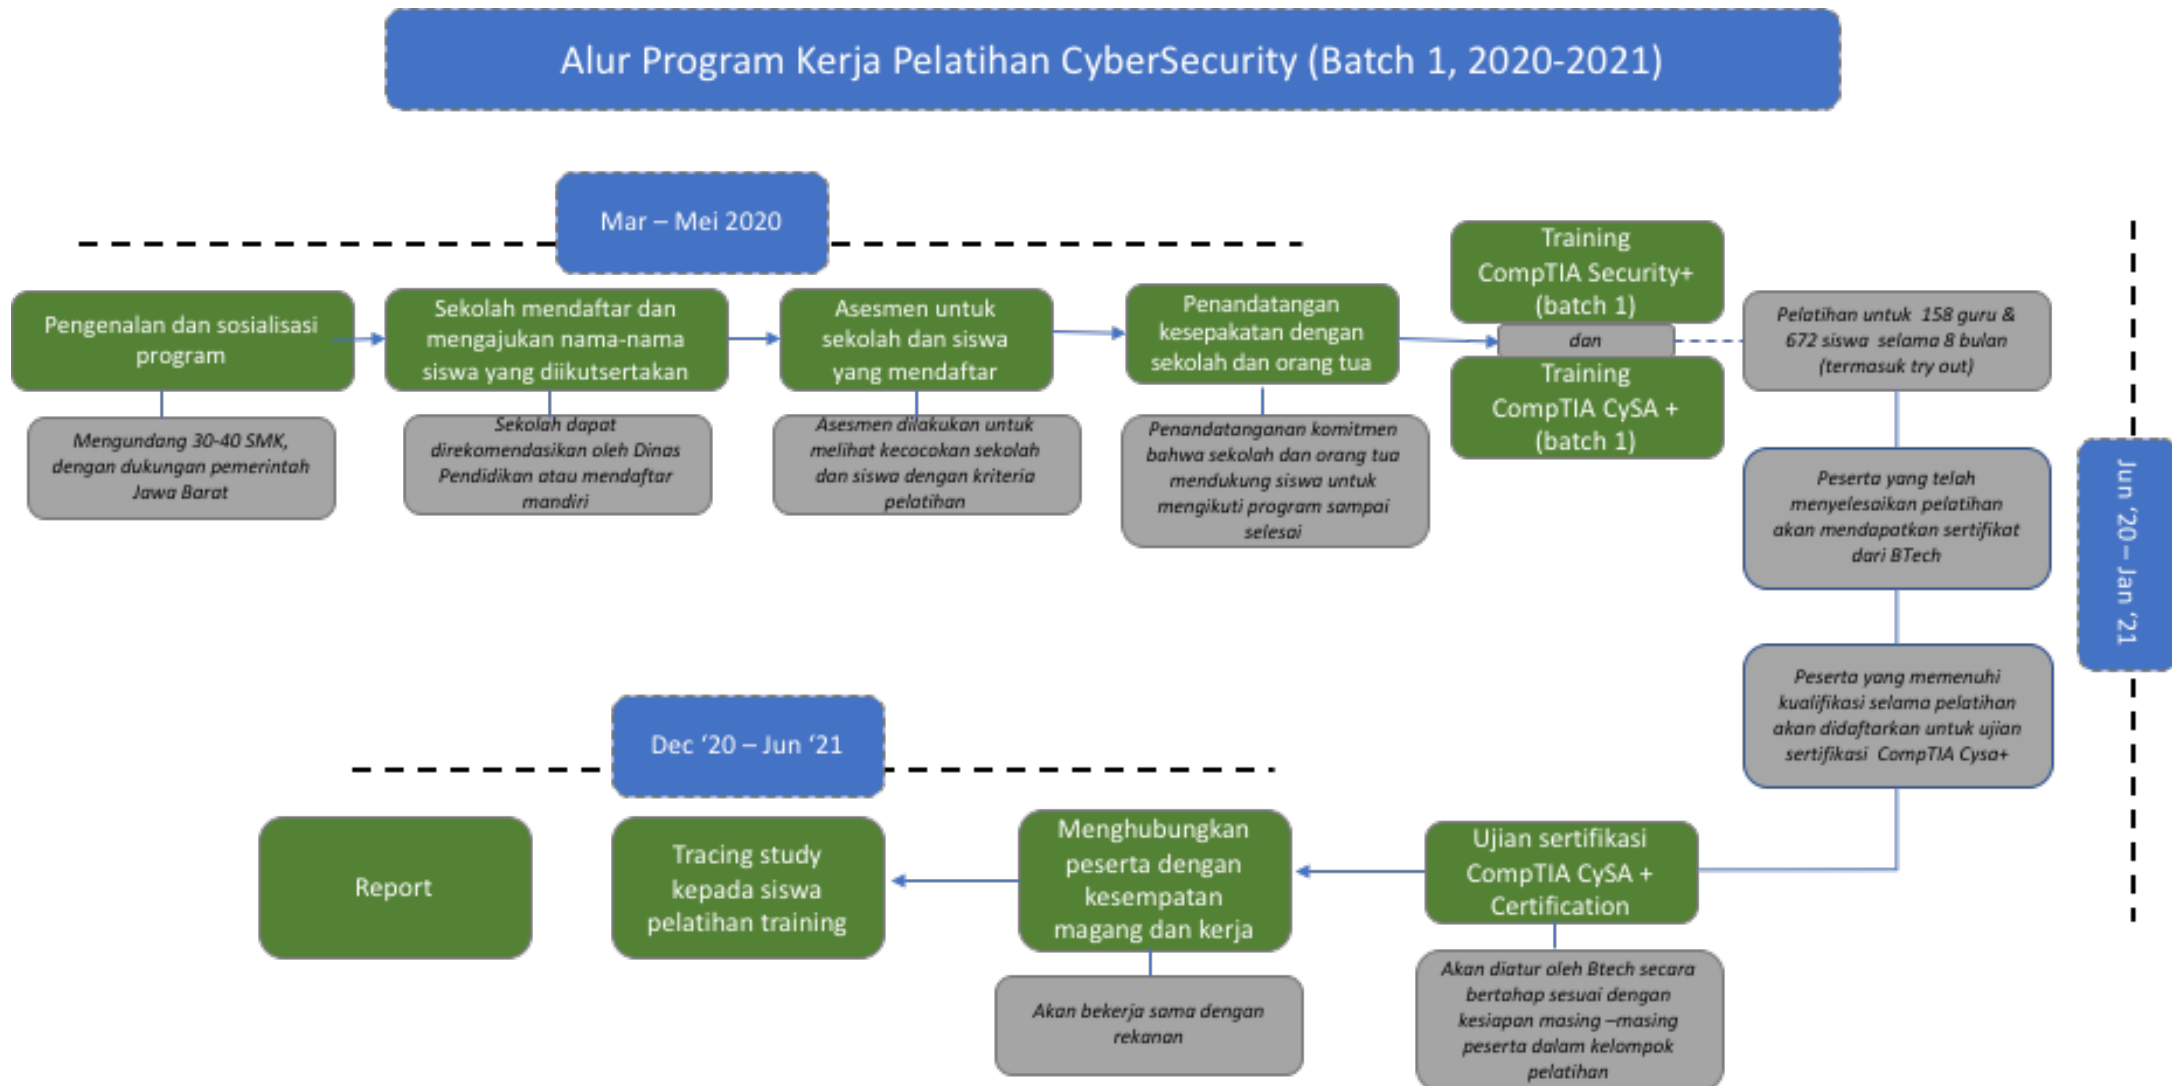 Alur Program Kerja Pelatihan CyberSecurity (Batch 1, 2020-2021)
Mar – Mei 2020
Pengenalan dan sosialisasi
program
Mengundang 30-40 SMK,
dengan dukungan pemerintah
Jawa Barat
Sekolah mendaftar dan
mengajukan nama-nama
siswa yang diikutsertakan
Sekolah dapat
direkomendasikan oleh Dinas
Pendidikan atau mendaftar
mandiri
Asesmen untuk
sekolah dan siswa
yang mendaftar
Asesmen dilakukan untuk
melihat kecocokan sekolah
dan siswa dengan kriteria
pelatihan
Penandatangan
kesepakatan dengan
sekolah dan orang tua
Penandatanganan komitmen
bahwa sekolah dan orang tua
mendukung siswa untuk
mengikuti program sampai
selesai
Training
CompTIA Security+
(batch 1)
dan
Training
CompTIA CySA +
(batch 1)
Pelatihan untuk 158 guru &
672 siswa selama 8 bulan
(termasuk try out)
Peserta yang telah
menyelesaikan pelatihan
akan mendapatkan sertifikat
dari BTech
Peserta yang memenuhi
kualifikasi selama pelatihan
akan didaftarkan untuk ujian
sertifikasi CompTIA Cysa+
Jun ‘20 – Jan ‘21
Ujian sertifikasi
CompTIA CySA +
Certification
Akan diatur oleh Btech secara
bertahap sesuai dengan
kesiapan masing –masing
peserta dalam kelompok
pelatihan
Dec ‘20 – Jun ‘21
Menghubungkan
peserta dengan
kesempatan
magang dan kerja
Akan bekerja sama dengan
rekanan
Tracing study
kepada siswa
pelatihan training
Report